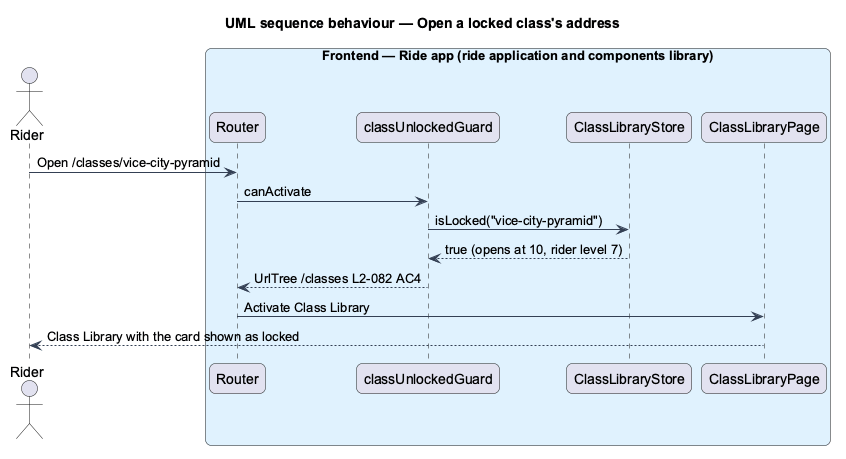 UML sequence behaviour — Open a locked class's address
Frontend — Ride app (ride application and components library)
Rider
Router
classUnlockedGuard
ClassLibraryStore
ClassLibraryPage
Open /classes/vice-city-pyramid
canActivate
isLocked("vice-city-pyramid")
true (opens at 10, rider level 7)
UrlTree /classes L2-082 AC4
Activate Class Library
Class Library with the card shown as locked
Rider
Router
classUnlockedGuard
ClassLibraryStore
ClassLibraryPage